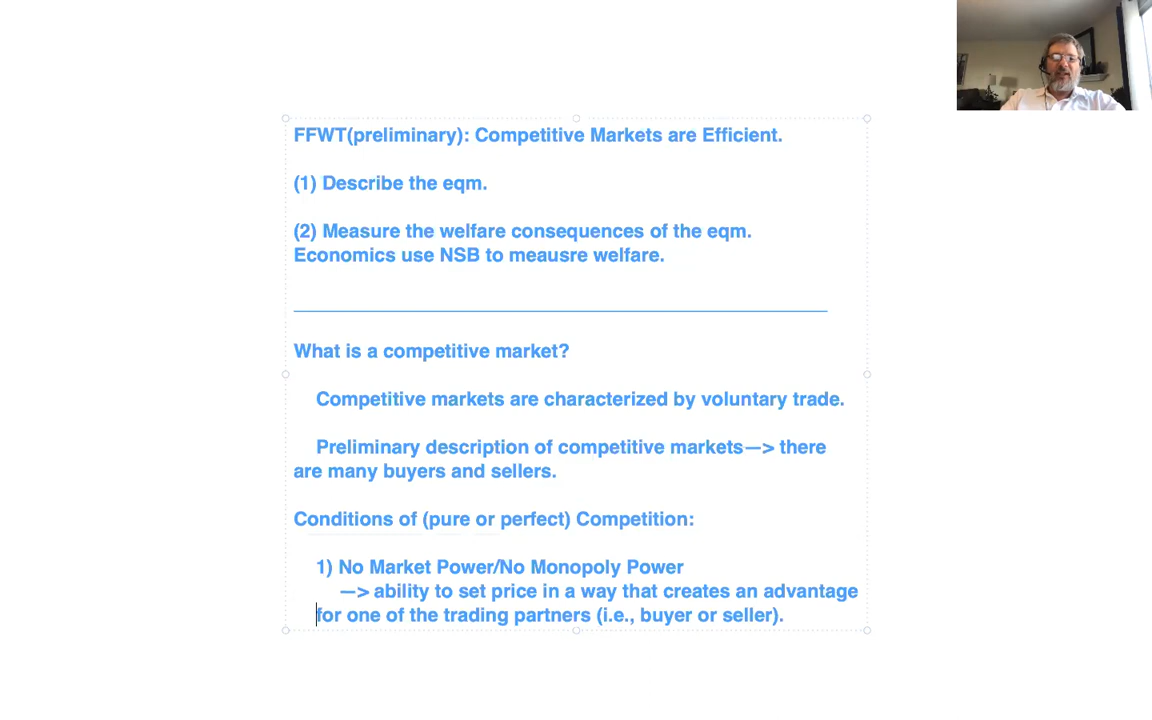 FFWT(preliminary): Competitive Markets are Efficient.
(1) Describe the eqm.
(2) Measure the welfare consequences of the eqm.
Economics use NSB to meausre welfare.
What is a competitive market?
Competitive markets are characterized by voluntary trade.
Preliminary description of competitive markets—> there
are many buyers and sellers.
Conditions of (pure or perfect) Competition:
1) No Market Power/No Monopoly Power
—> ability to set price in a way that creates an advantage
for one of the trading partners (i.e., buyer or seller).